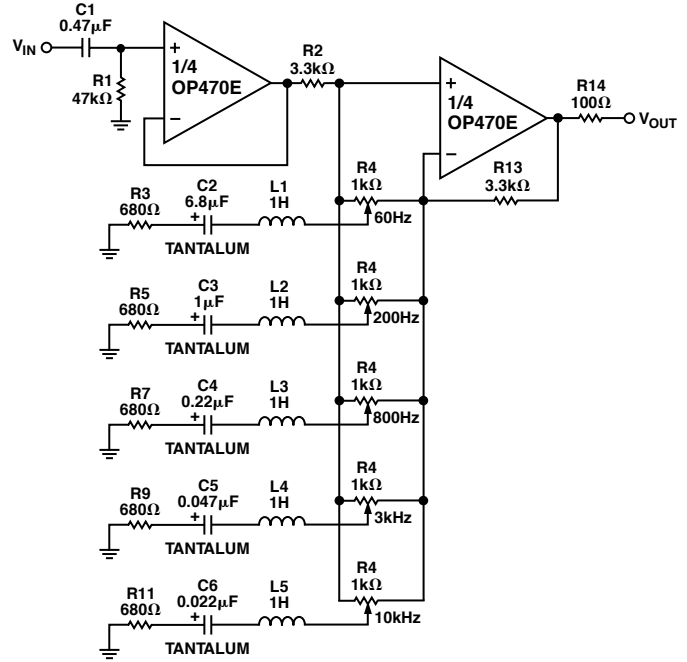 C1
0.47µF
VIN
R1
47kΩ
+
1/4
OP470E
–
R2
3.3kΩ
+
1/4
OP470E
–
R14
100Ω
VOUT
R13
3.3kΩ
R3
680Ω
C2
6.8µF
+
TANTALUM
L1
1H
R4
1kΩ
60Hz
R5
680Ω
C3
1µF
+
TANTALUM
L2
1H
R4
1kΩ
200Hz
R7
680Ω
C4
0.22µF
+
TANTALUM
L3
1H
R4
1kΩ
800Hz
R9
680Ω
C5
0.047µF
+
TANTALUM
L4
1H
R4
1kΩ
3kHz
R11
680Ω
C6
0.022µF
+
TANTALUM
L5
1H
R4
1kΩ
10kHz